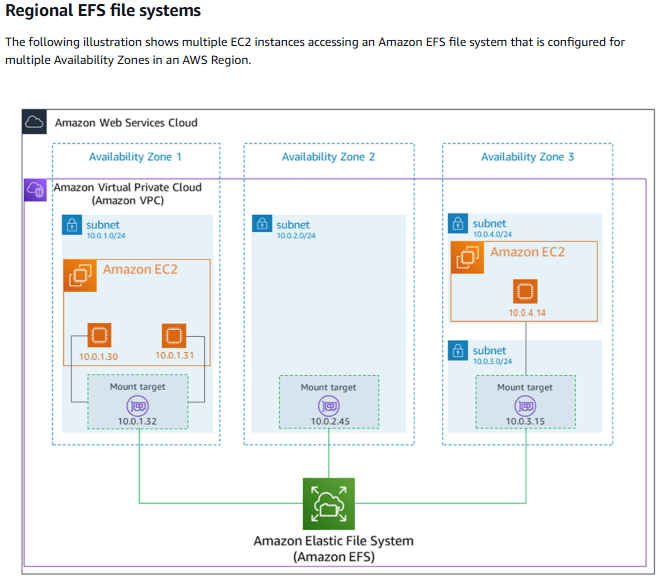 Regional EFS file systems
The following illustration shows multiple EC2 instances accessing an Amazon EFS file system that is configured for
multiple Availability Zones in an AWS Region.
Amazon Web Services Cloud
Availability Zone 1
Availability Zone 2
Availability Zone 3
Amazon Virtual Private Cloud
(Amazon VPC)
subnet
10.0.1.0/24
subnet
10.0.2.0/24
subnet
10.0.4.0/24
Amazon EC2
Amazon EC2
10.0.4.14
10.0.1.30
10.0.1.31
subnet
10.0.3.0/24
Mount target
10.0.1.32
Mount target
10.0.2.45
Mount target
10.0.3.15
Amazon Elastic File System
(Amazon EFS)